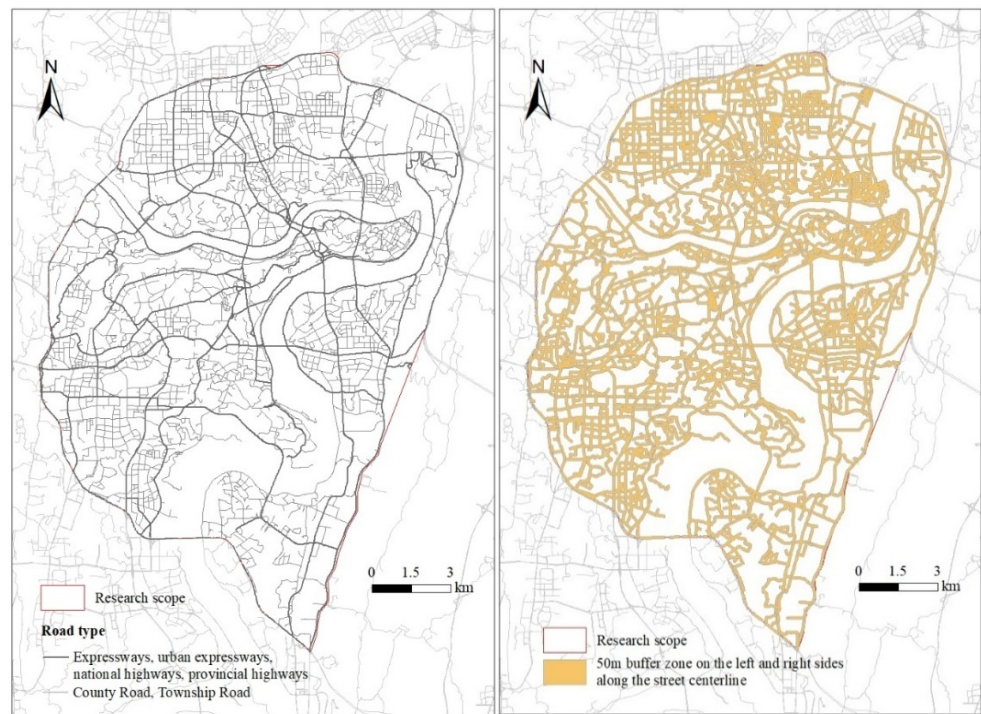 N
0 1.5 3
km
Research scope
Road type
Expressways, urban expressways,
national highways, provincial highways
County Road, Township Road
N
0 1.5 3
km
Research scope
50m buffer zone on the left and right sides
along the street centerline